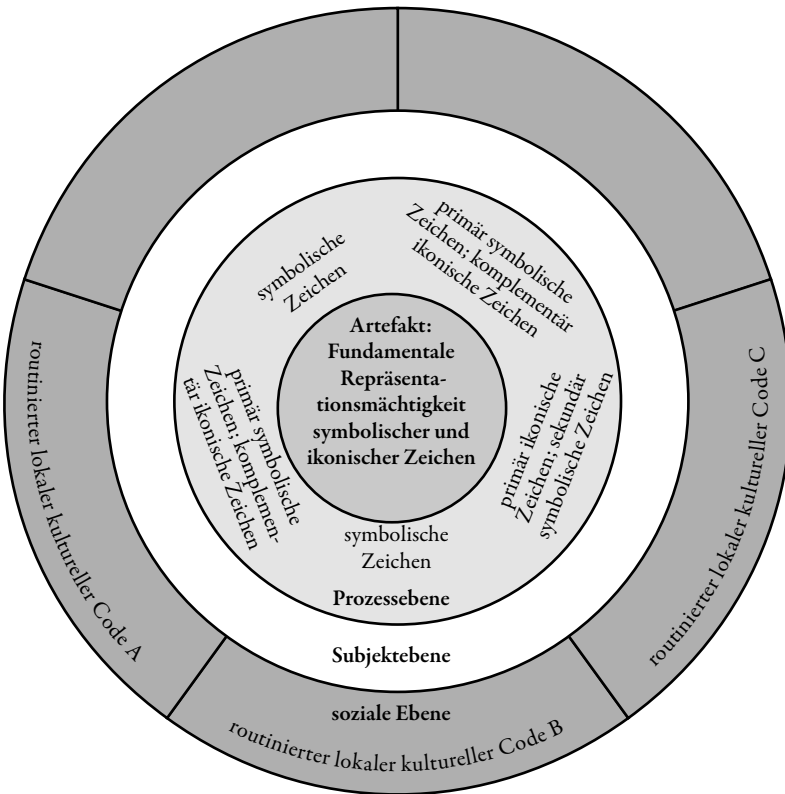 primär symbolische
Zeichen; komplementär
ikonische Zeichen
symbolische
Zeichen
Artefakt:
Fundamentale
Repräsenta-
tionsmächtigkeit
symbolischer und
ikonischer Zeichen
primär symbolische
Zeichen; komplemen-
tär ikonische Zeichen
primär ikonische
Zeichen; sekundär
symbolische Zeichen
symbolische
Zeichen
Prozessebene
Subjektebene
soziale Ebene
routinierter lokaler kultureller Code A
routinierter lokaler kultureller Code B
routinierter lokaler kultureller Code C